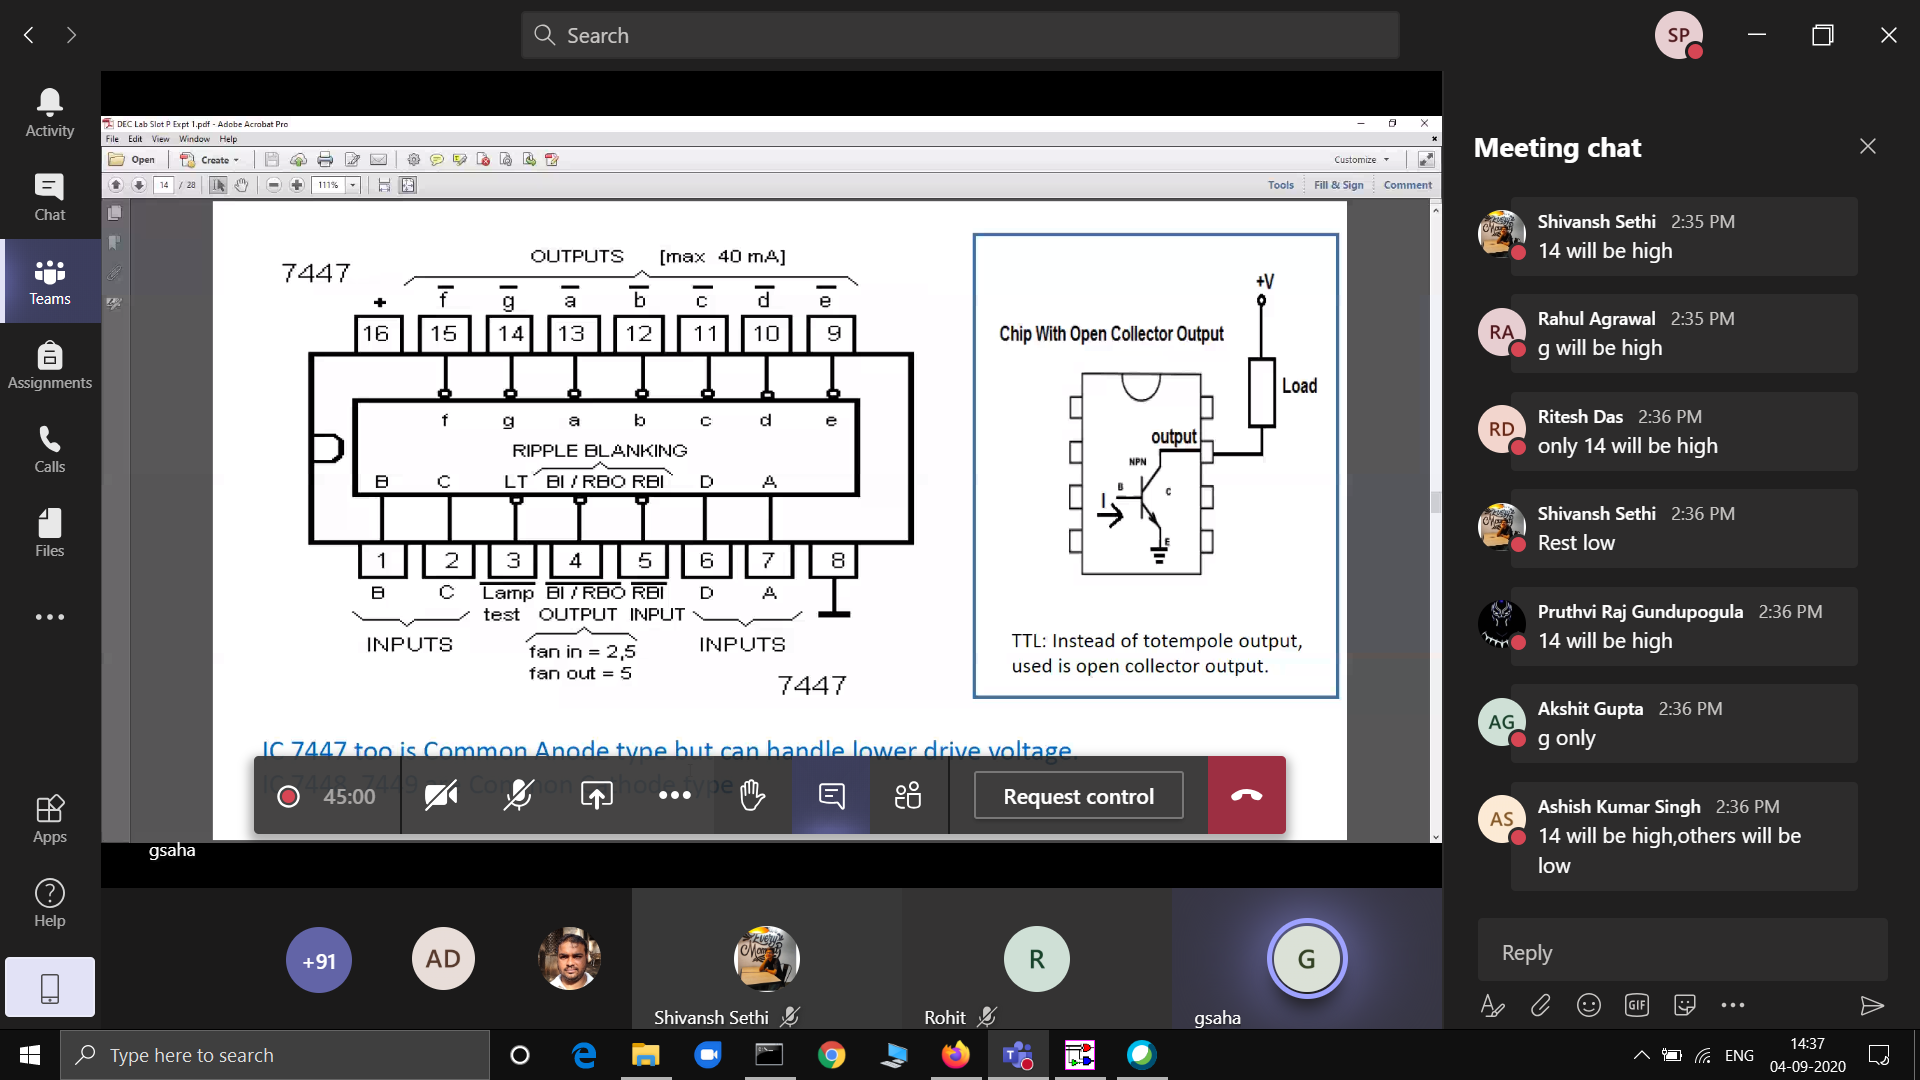 Search
SP
Activity
Chat
Teams
Assignments
Calls
Files
Apps
Help
DEC Lab Slot P Expt 1.pdf - Adobe Acrobat Pro
File Edit View Window Help
Open
Create
Customize
14 / 28
111%
Tools Fill & Sign Comment
7447
OUTPUTS [max 40 mA]
+ f g a b c d e
16 15 14 13 12 11 10 9
f g a b c d e
RIPPLE BLANKING
B C LT BI / RBO RBI D A
1 2 3 4 5 6 7 8
B C Lamp BI / RBO RBI D A
test OUTPUT INPUT
INPUTS INPUTS
fan in = 2,5
fan out = 5
7447
+V
Chip With Open Collector Output
Load
output
NPN
B
C
I
E
TTL: Instead of totempole output,
used is open collector output.
IC 7447 too is Common Anode type but can handle lower drive voltage.
IC 7448, 7449 are Common Cathode type
45:00
Request control
gsaha
+91
AD
R
G
Shivansh Sethi
Rohit
gsaha
Meeting chat
Shivansh Sethi 2:35 PM
14 will be high
RA
Rahul Agrawal 2:35 PM
g will be high
RD
Ritesh Das 2:36 PM
only 14 will be high
Shivansh Sethi 2:36 PM
Rest low
Pruthvi Raj Gundupogula 2:36 PM
14 will be high
AG
Akshit Gupta 2:36 PM
g only
AS
Ashish Kumar Singh 2:36 PM
14 will be high,others will be
low
Reply
GIF
Type here to search
ENG
14:37
04-09-2020